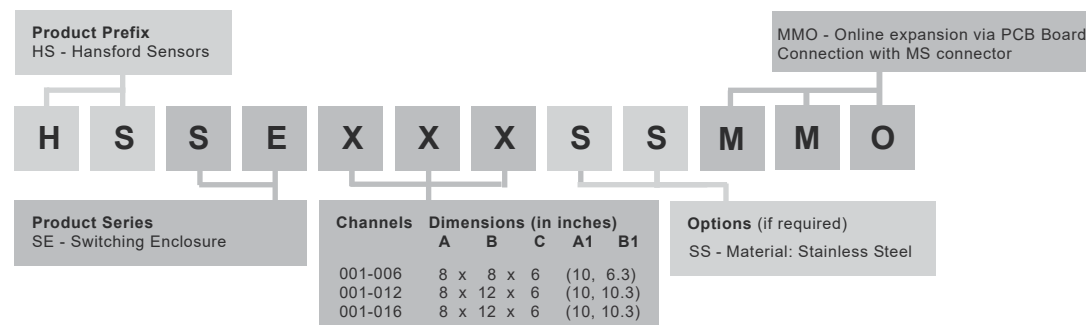 Product Prefix
HS - Hansford Sensors
MMO - Online expansion via PCB Board
Connection with MS connector
H S S E X X X S S M M O
Product Series
SE - Switching Enclosure
Channels Dimensions (in inches)
A B C A1 B1
001-006 8 x 8 x 6 (10, 6.3)
001-012 8 x 12 x 6 (10, 10.3)
001-016 8 x 12 x 6 (10, 10.3)
Options (if required)
SS - Material: Stainless Steel